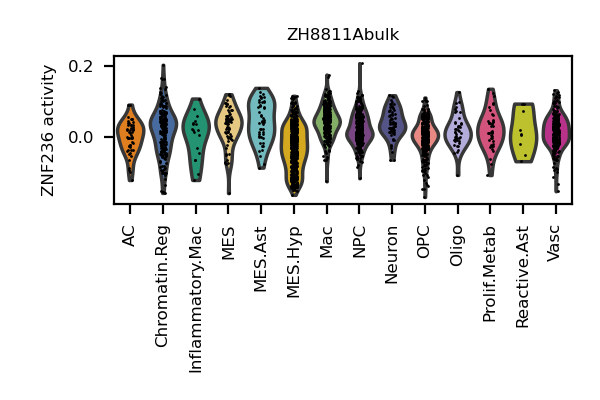 ZH8811Abulk
ZNF236 activity
0.2
0.0
AC
Chromatin.Reg
Inflammatory.Mac
MES
MES.Ast
MES.Hyp
Mac
NPC
Neuron
OPC
Oligo
Prolif.Metab
Reactive.Ast
Vasc